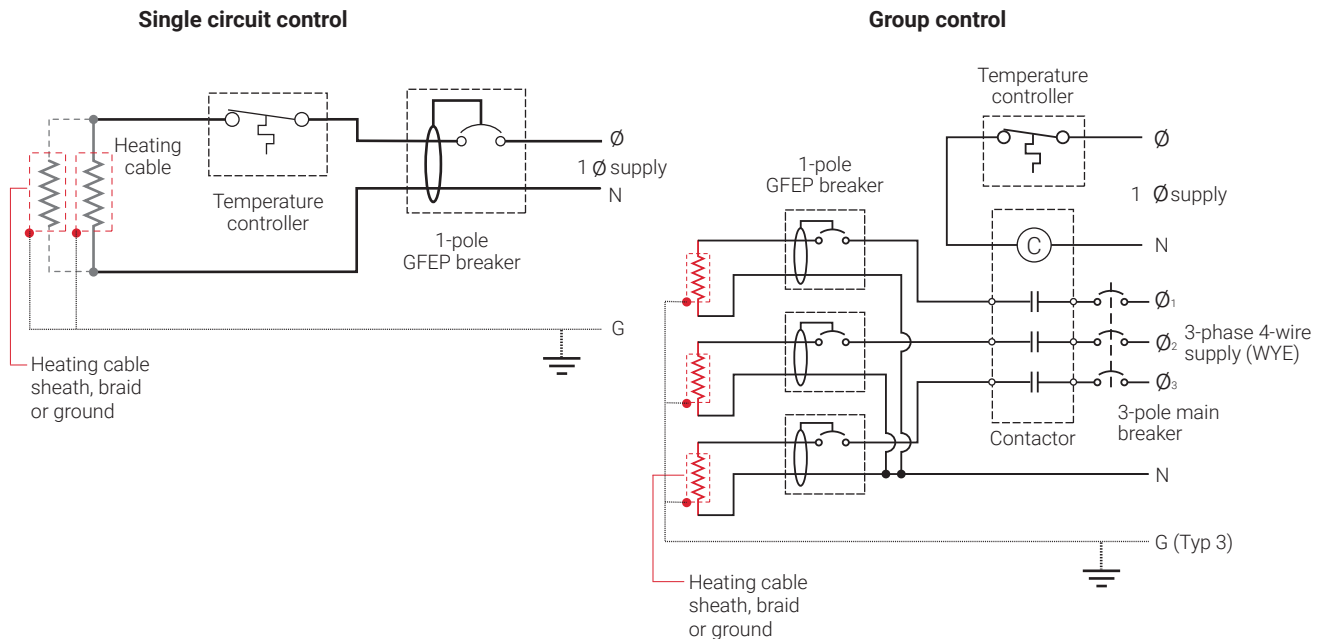 Single circuit control
Heating
cable
Temperature
controller
1-pole
GFEP breaker
Ø
1 Ø supply
N
G
Heating cable
sheath, braid
or ground
Group control
Temperature
controller
Ø
1 Ø supply
N
C
1-pole
GFEP breaker
Ø1
Ø2
Ø3
3-phase 4-wire
supply (WYE)
3-pole main
breaker
Contactor
N
G (Typ 3)
Heating cable
sheath, braid
or ground